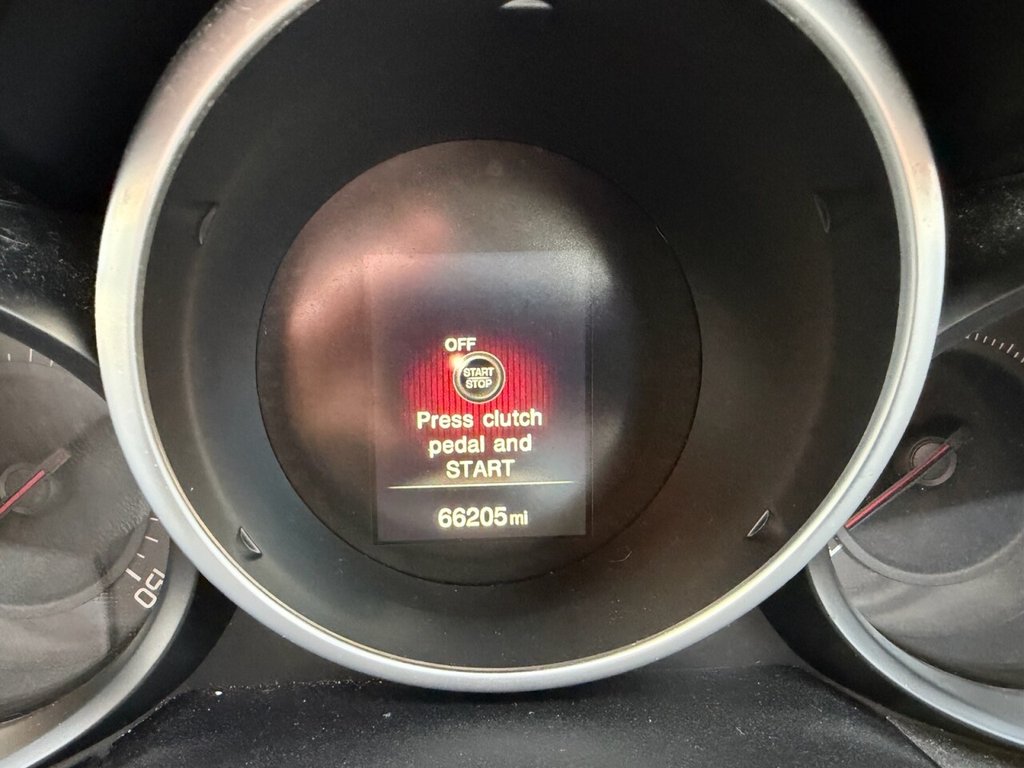 OFF
START
STOP
Press clutch
pedal and
START
66205 mi
150